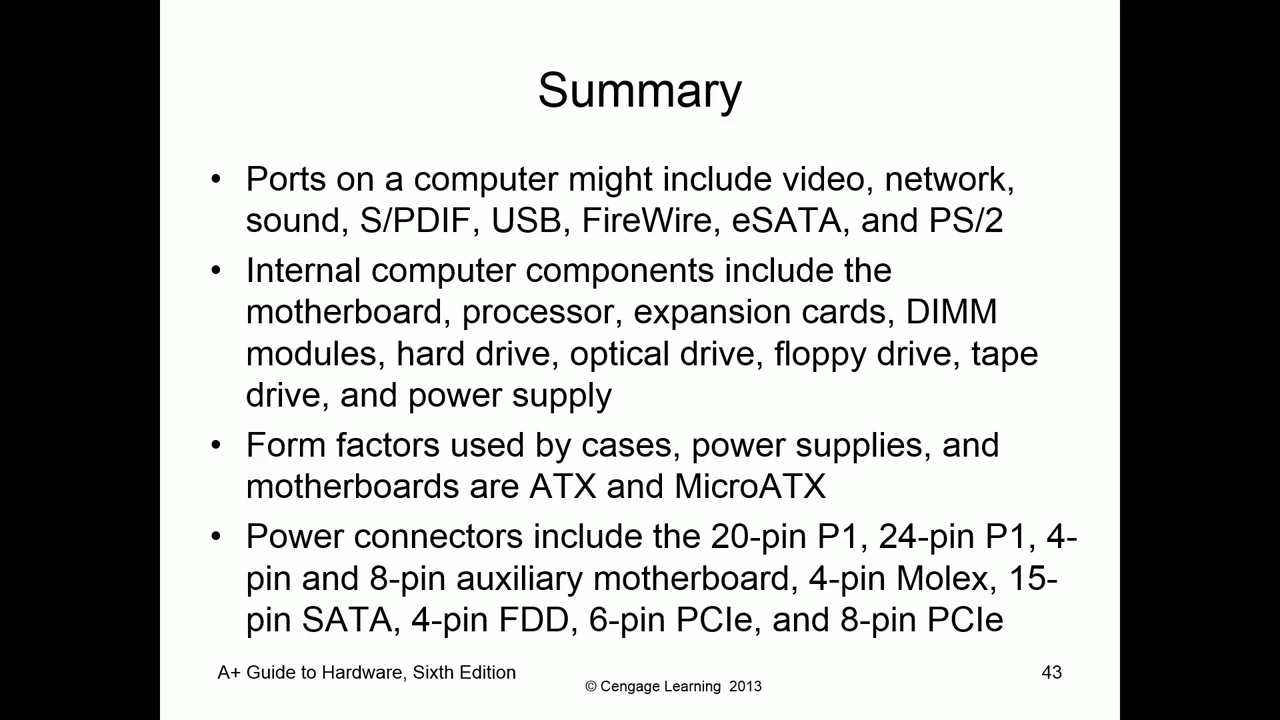 Summary
• Ports on a computer might include video, network,
sound, S/PDIF, USB, FireWire, eSATA, and PS/2
• Internal computer components include the
motherboard, processor, expansion cards, DIMM
modules, hard drive, optical drive, floppy drive, tape
drive, and power supply
• Form factors used by cases, power supplies, and
motherboards are ATX and MicroATX
• Power connectors include the 20-pin P1, 24-pin P1, 4-
pin and 8-pin auxiliary motherboard, 4-pin Molex, 15-
pin SATA, 4-pin FDD, 6-pin PCIe, and 8-pin PCIe
A+ Guide to Hardware, Sixth Edition
© Cengage Learning 2013
43